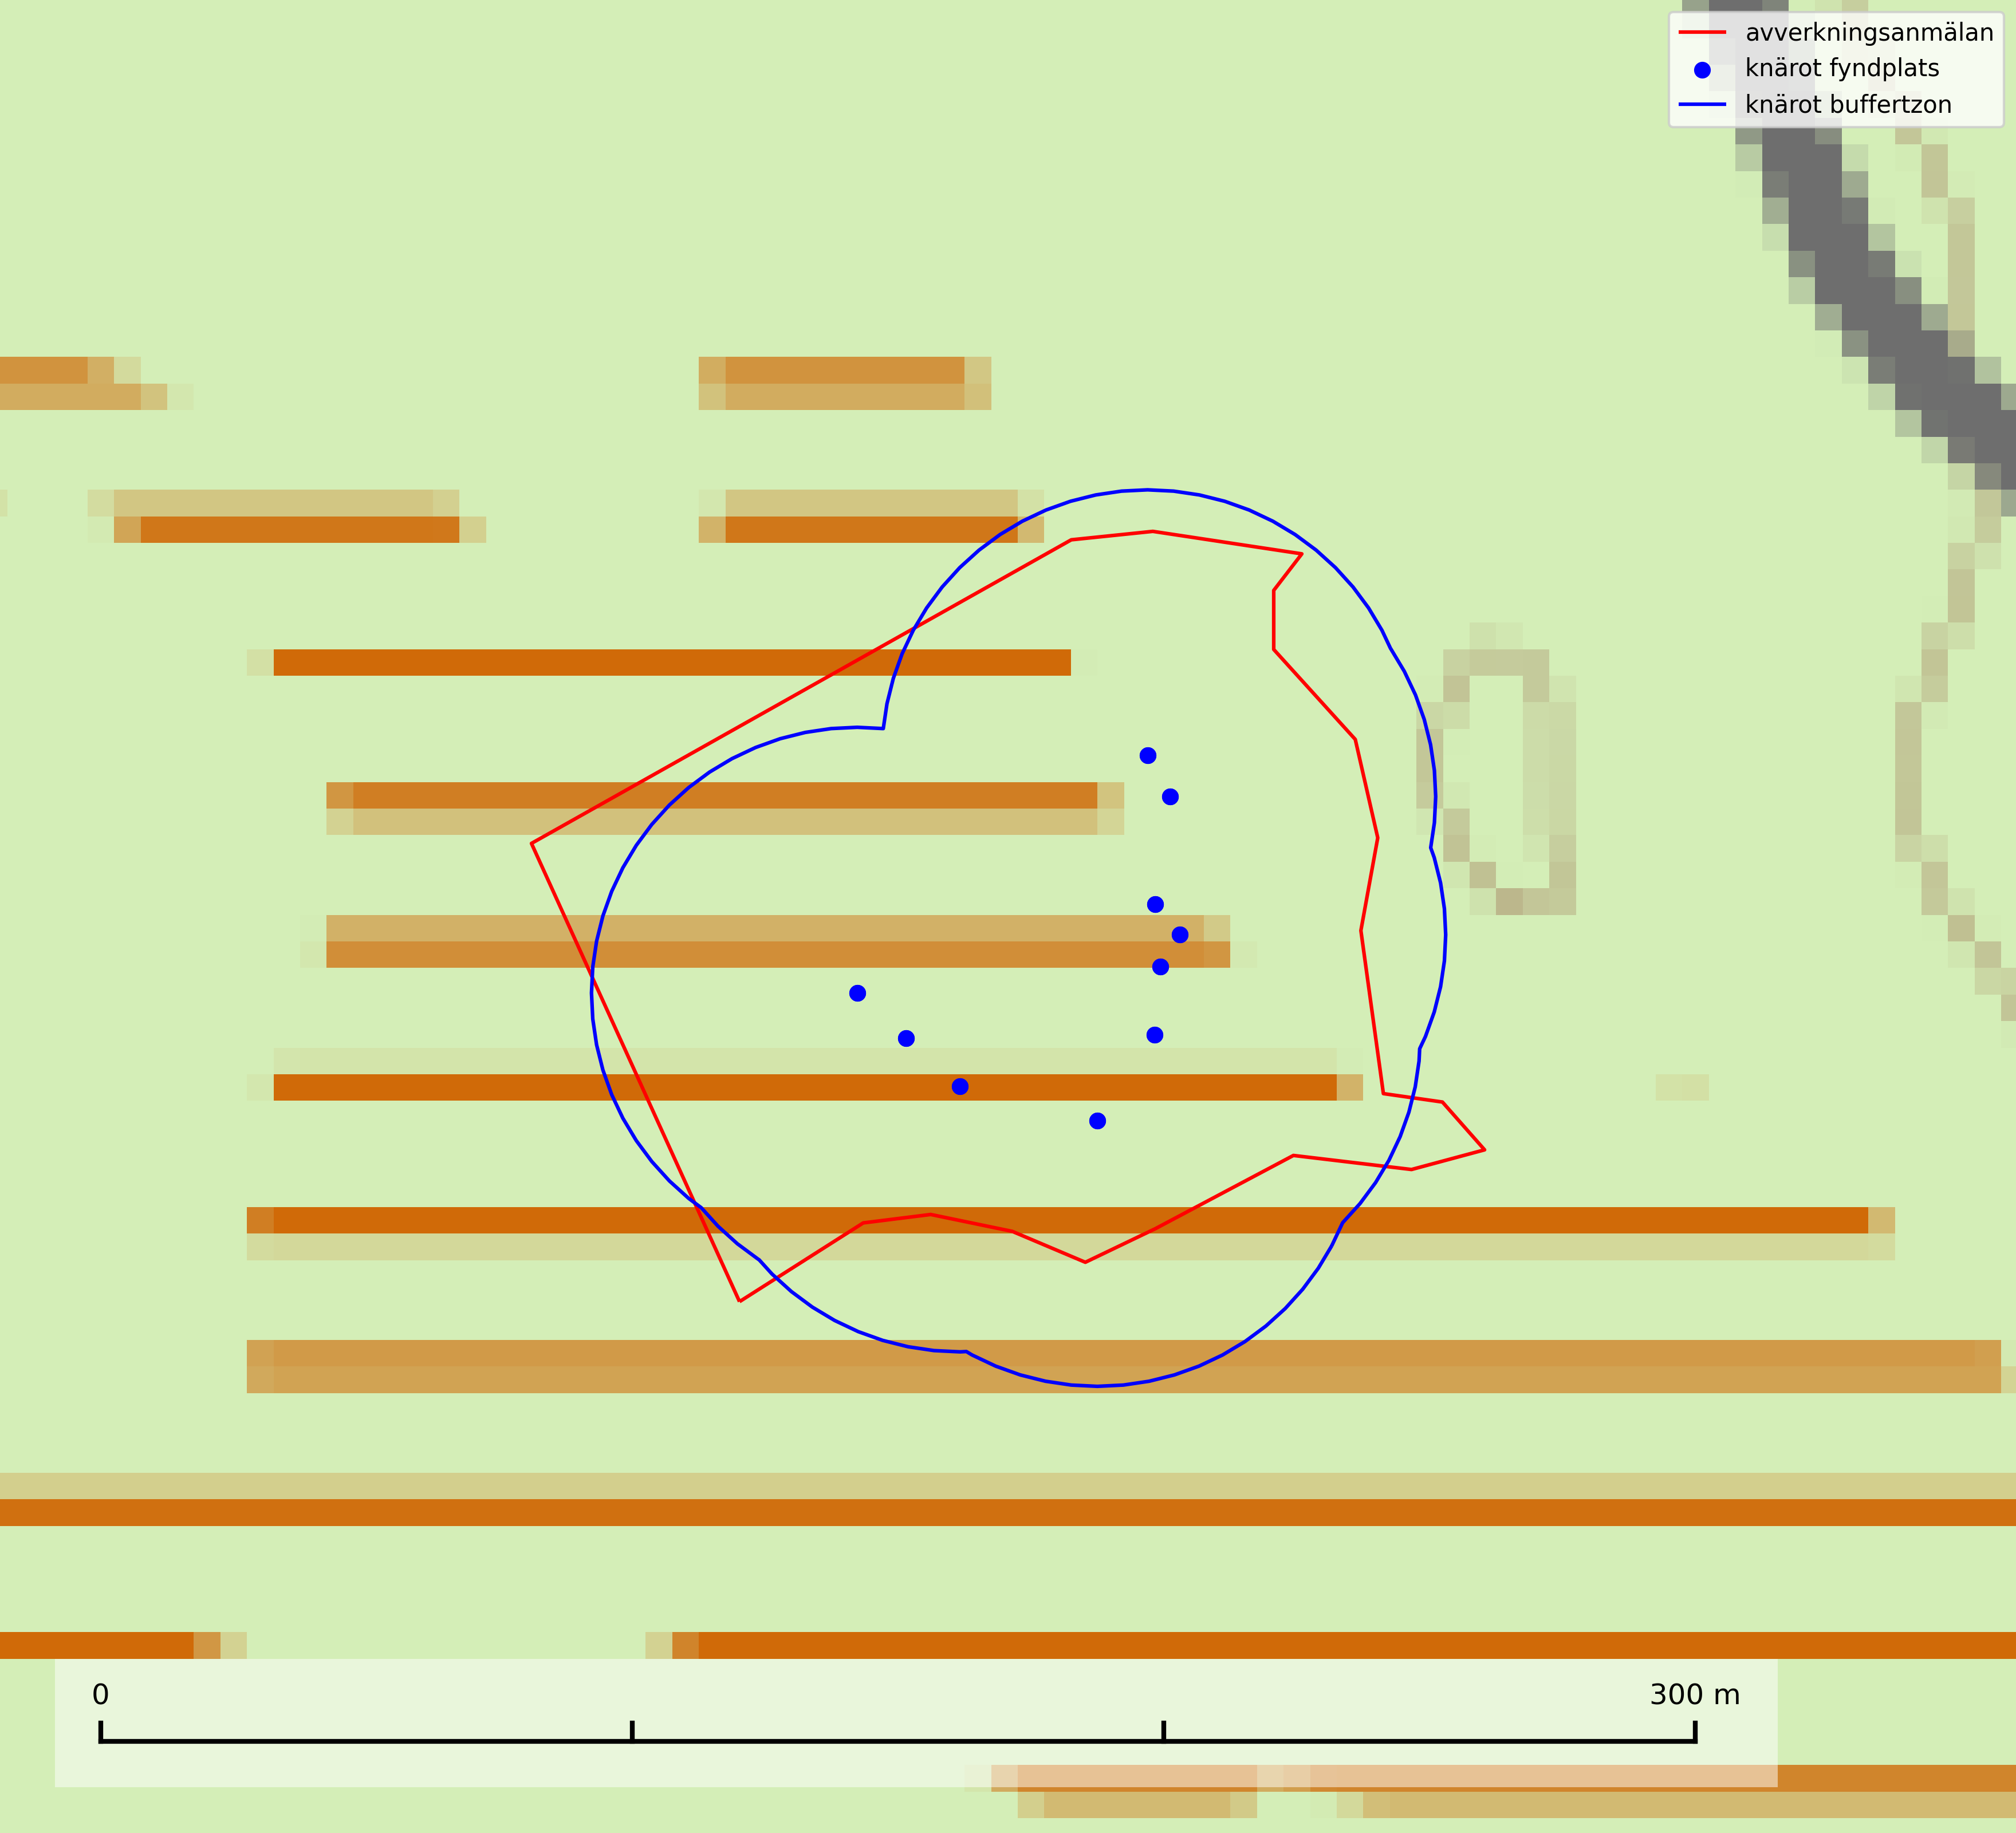 avverkningsanmälan
knärot fyndplats
knärot buffertzon
0 300 m